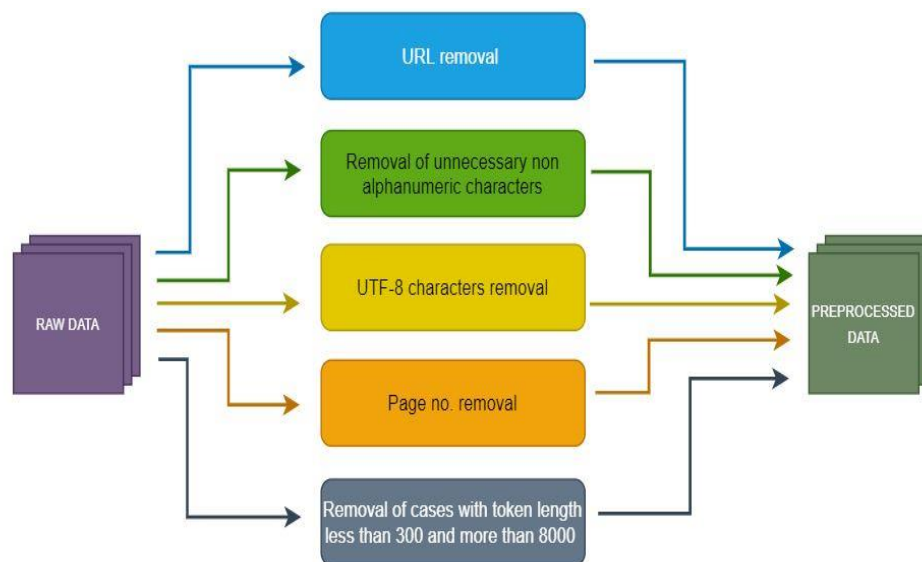 URL removal
Removal of unnecessary non
alphanumeric characters
UTF-8 characters removal
RAW DATA
PREPROCESSED
DATA
Page no. removal
Removal of cases with token length
less than 300 and more than 8000